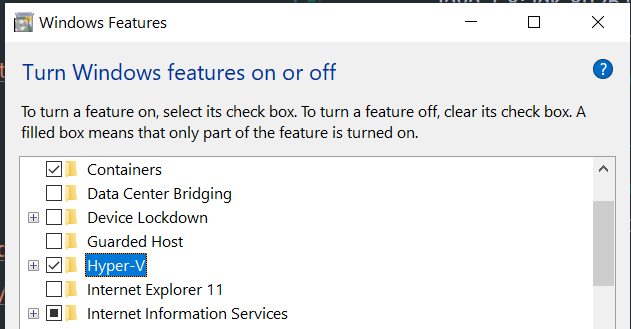 Windows Features
Turn Windows features on or off
To turn a feature on, select its check box. To turn a feature off, clear its check box. A
filled box means that only part of the feature is turned on.
Containers
Data Center Bridging
Device Lockdown
Guarded Host
Hyper-V
Internet Explorer 11
Internet Information Services